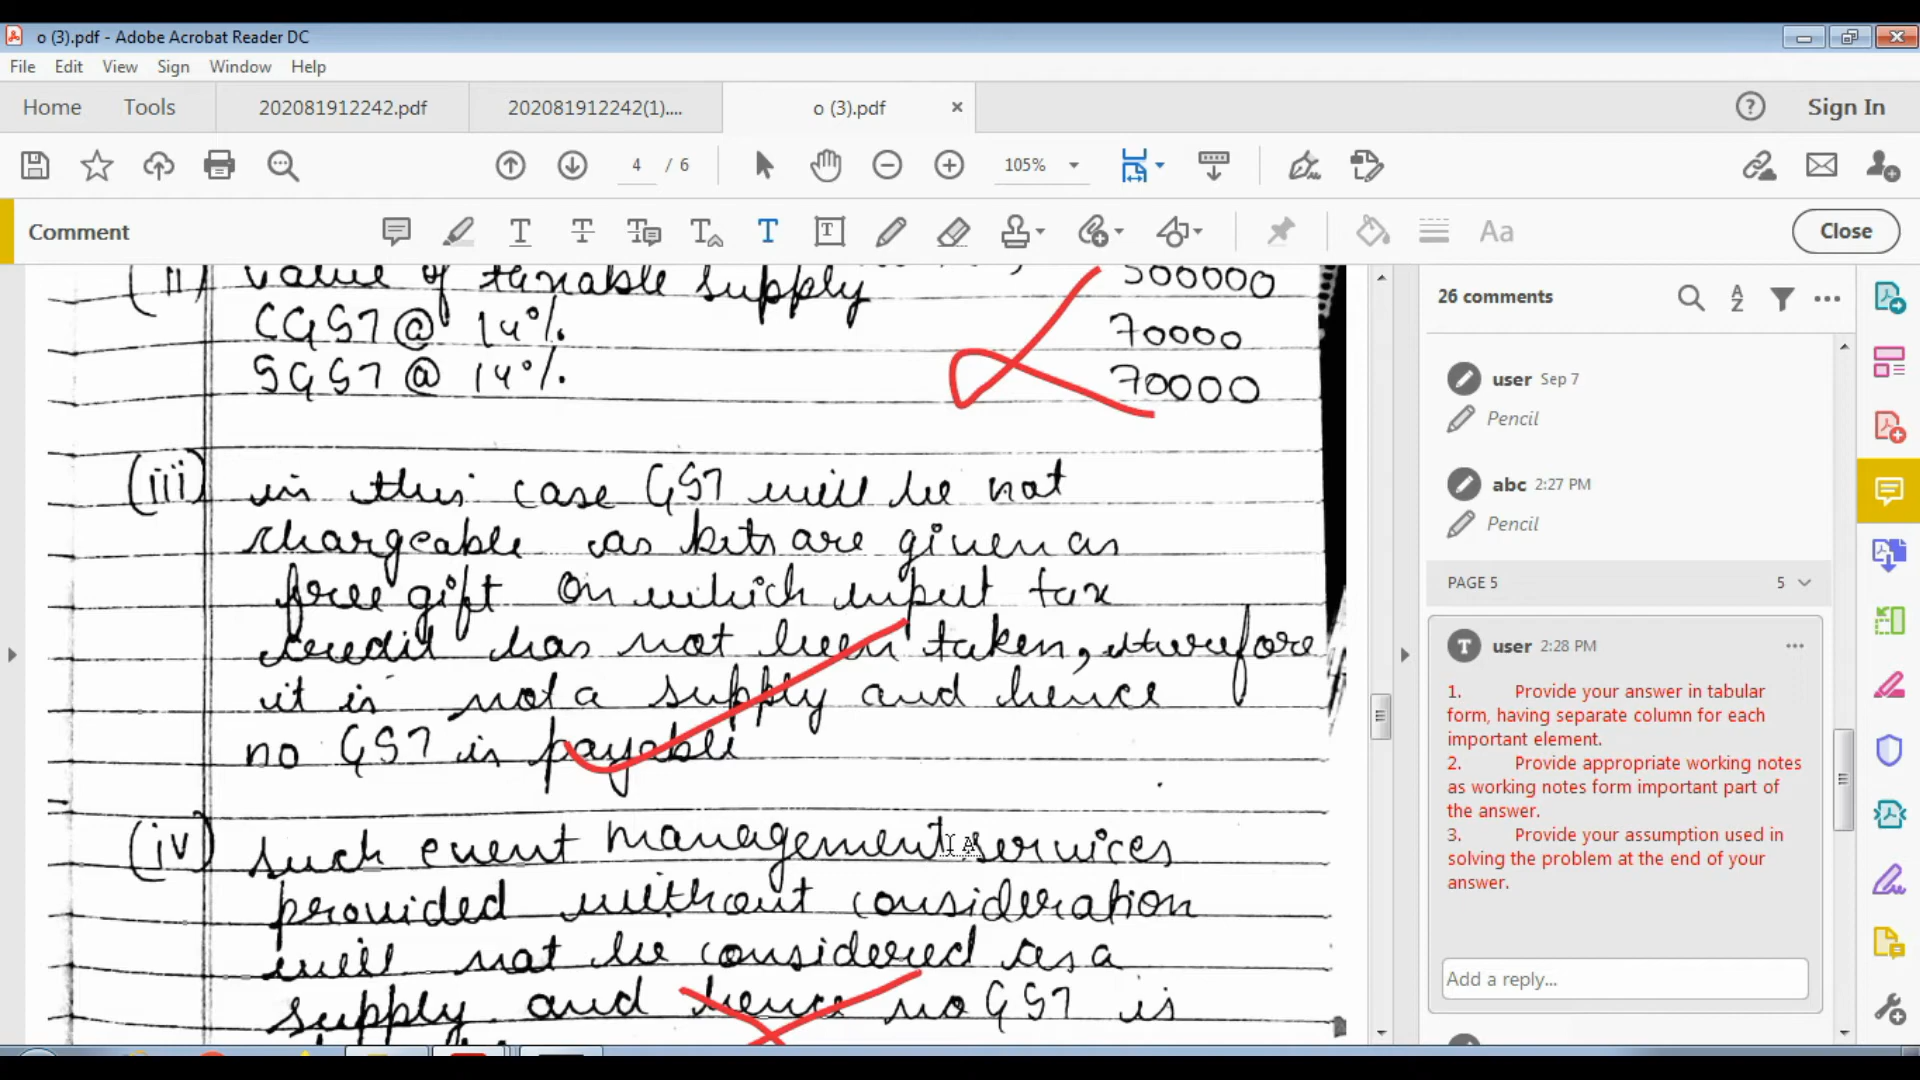 o (3).pdf - Adobe Acrobat Reader DC
File Edit View Sign Window Help
Home Tools 202081912242.pdf 202081912242(1).... o (3).pdf × ? Sign In
4 / 6 105%
Comment T T T T T T Aa Close
(ii) value of taxable supply 500000
CGST @ 14%. 70000
SGST @ 14%. 70000
(iii) in this case GST will be not
chargeable as kits are given as
free gift on which input tax
credit has not been taken, therefore
it is not a supply and hence
no GST is payable
(iv) such event management services
provided without consideration
will not be considered as a
supply and hence no GST is
26 comments
user Sep 7
Pencil
abc 2:27 PM
Pencil
PAGE 5 5
T user 2:28 PM
1. Provide your answer in tabular
form, having separate column for each
important element.
2. Provide appropriate working notes
as working notes form important part of
the answer.
3. Provide your assumption used in
solving the problem at the end of your
answer.
Add a reply...